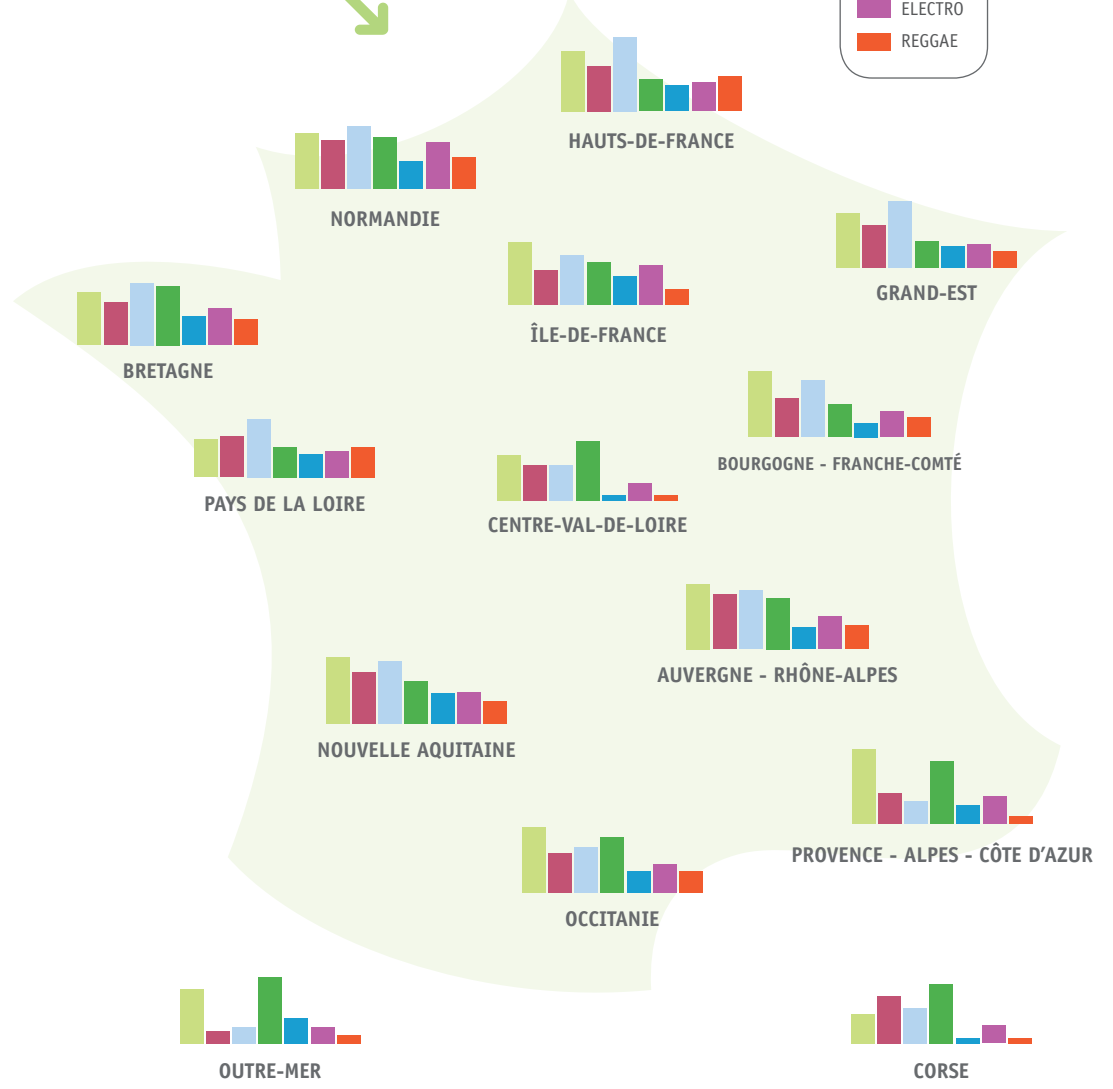 ELECTRO
REGGAE
HAUTS-DE-FRANCE
NORMANDIE
GRAND-EST
ÎLE-DE-FRANCE
BRETAGNE
BOURGOGNE - FRANCHE-COMTÉ
PAYS DE LA LOIRE
CENTRE-VAL-DE-LOIRE
AUVERGNE - RHÔNE-ALPES
NOUVELLE AQUITAINE
PROVENCE - ALPES - CÔTE D'AZUR
OCCITANIE
OUTRE-MER
CORSE